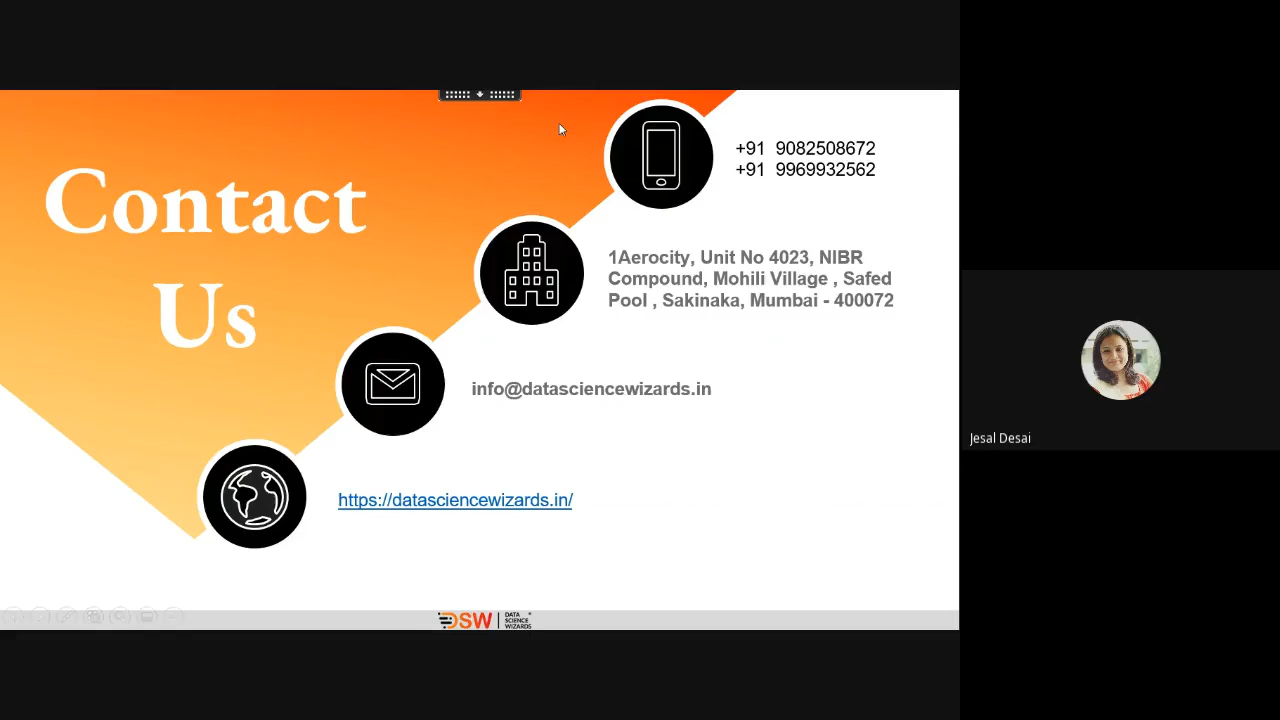 Contact
Us
+91 9082508672
+91 9969932562
1Aerocity, Unit No 4023, NIBR
Compound, Mohili Village , Safed
Pool , Sakinaka, Mumbai - 400072
info@datasciencewizards.in
https://datasciencewizards.in/
DSW
DATA
SCIENCE
WIZARDS
Jesal Desai